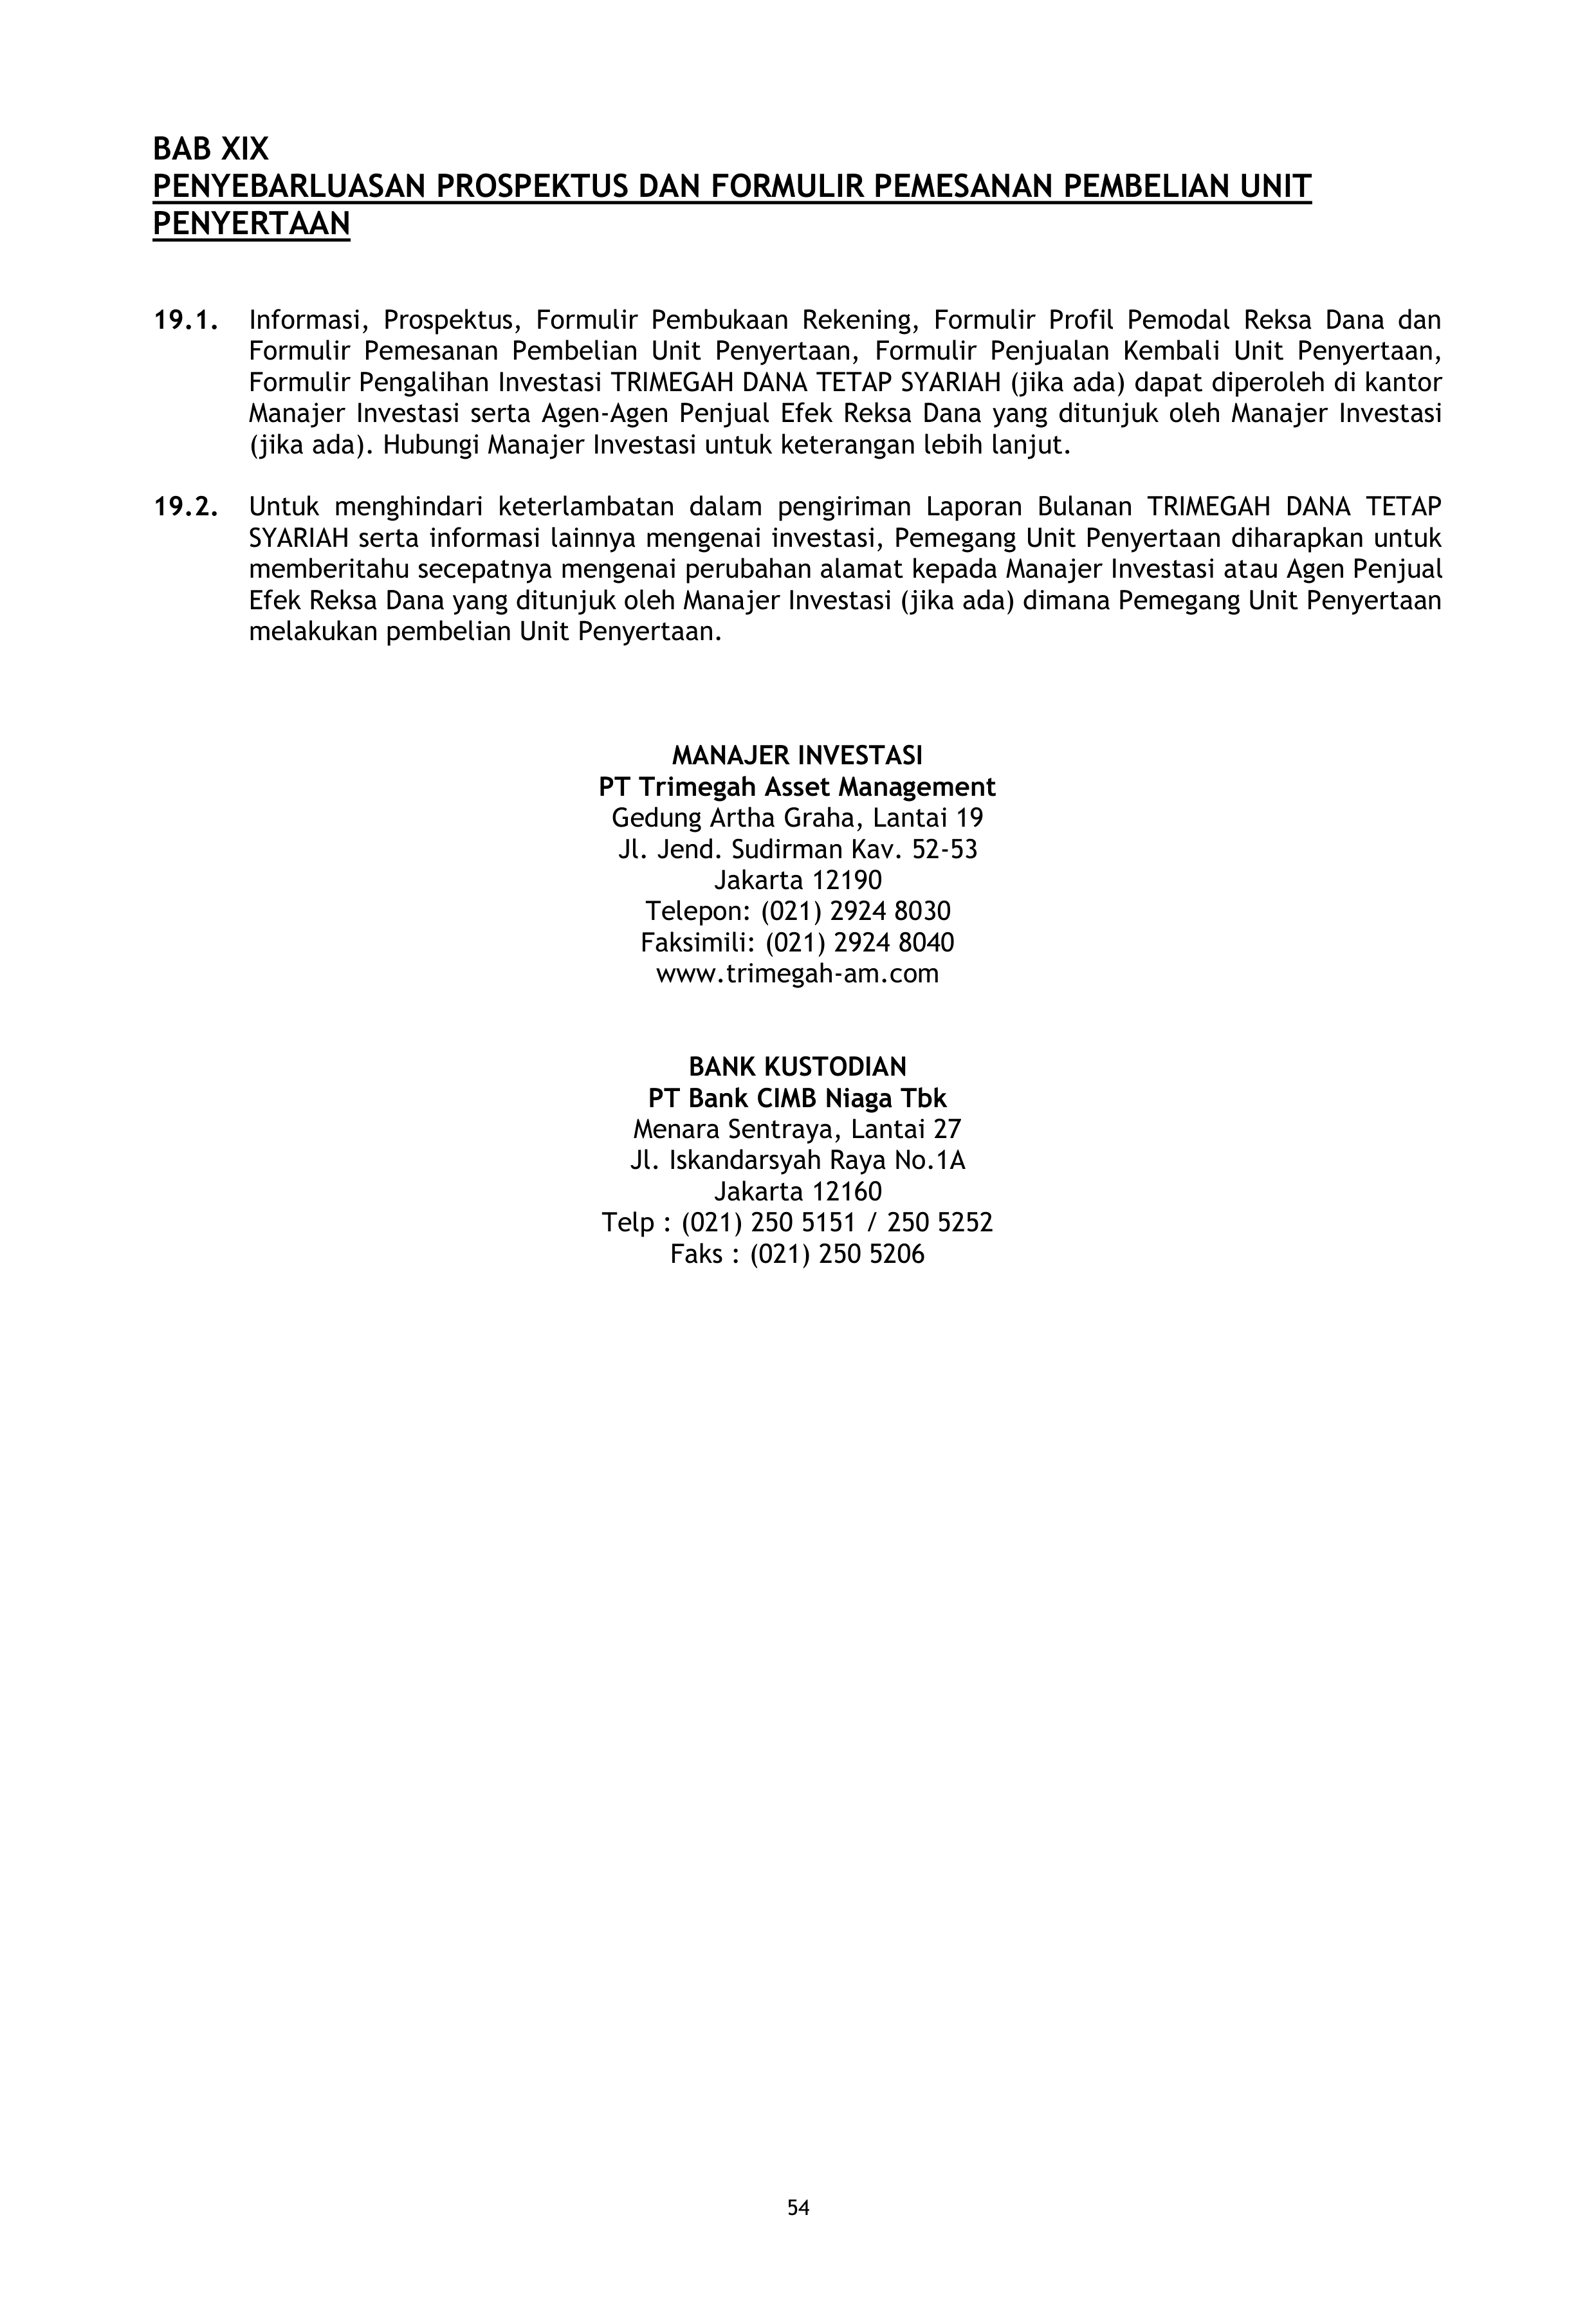 BAB XIX
PENYEBARLUASAN PROSPEKTUS DAN FORMULIR PEMESANAN PEMBELIAN UNIT
PENYERTAAN
19.1. Informasi, Prospektus, Formulir Pembukaan Rekening, Formulir Profil Pemodal Reksa Dana dan
Formulir Pemesanan Pembelian Unit Penyertaan, Formulir Penjualan Kembali Unit Penyertaan,
Formulir Pengalihan Investasi TRIMEGAH DANA TETAP SYARIAH (jika ada) dapat diperoleh di kantor
Manajer Investasi serta Agen-Agen Penjual Efek Reksa Dana yang ditunjuk oleh Manajer Investasi
(jika ada). Hubungi Manajer Investasi untuk keterangan lebih lanjut.
19.2. Untuk menghindari keterlambatan dalam pengiriman Laporan Bulanan TRIMEGAH DANA TETAP
SYARIAH serta informasi lainnya mengenai investasi, Pemegang Unit Penyertaan diharapkan untuk
memberitahu secepatnya mengenai perubahan alamat kepada Manajer Investasi atau Agen Penjual
Efek Reksa Dana yang ditunjuk oleh Manajer Investasi (jika ada) dimana Pemegang Unit Penyertaan
melakukan pembelian Unit Penyertaan.
MANAJER INVESTASI
PT Trimegah Asset Management
Gedung Artha Graha, Lantai 19
Jl. Jend. Sudirman Kav. 52-53
Jakarta 12190
Telepon: (021) 2924 8030
Faksimili: (021) 2924 8040
www.trimegah-am.com
BANK KUSTODIAN
PT Bank CIMB Niaga Tbk
Menara Sentraya, Lantai 27
Jl. Iskandarsyah Raya No.1A
Jakarta 12160
Telp : (021) 250 5151 / 250 5252
Faks : (021) 250 5206
54